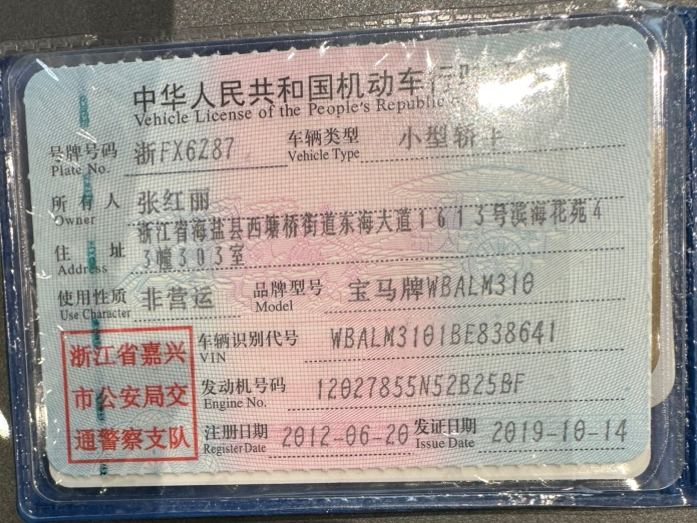 中华人民共和国机动车行驶
Vehicle License of the People's Republic
号牌号码 浙FX6Z87 车辆类型 小型轿车
Plate No. Vehicle Type
所有人 张红丽
Owner
住址 浙江省海盐县西塘桥街道东海大道1613号滨海花苑4
Address 3幢303室
使用性质 非营运 品牌型号 宝马牌WBALM310
Use Character Model
浙江省嘉兴
市公安局交
通警察支队
车辆识别代号 WBALM3101BE838641
VIN
发动机号码 12027855N52B25BF
Engine No.
注册日期 2012-06-20 发证日期 2019-10-14
Register Date Issue Date